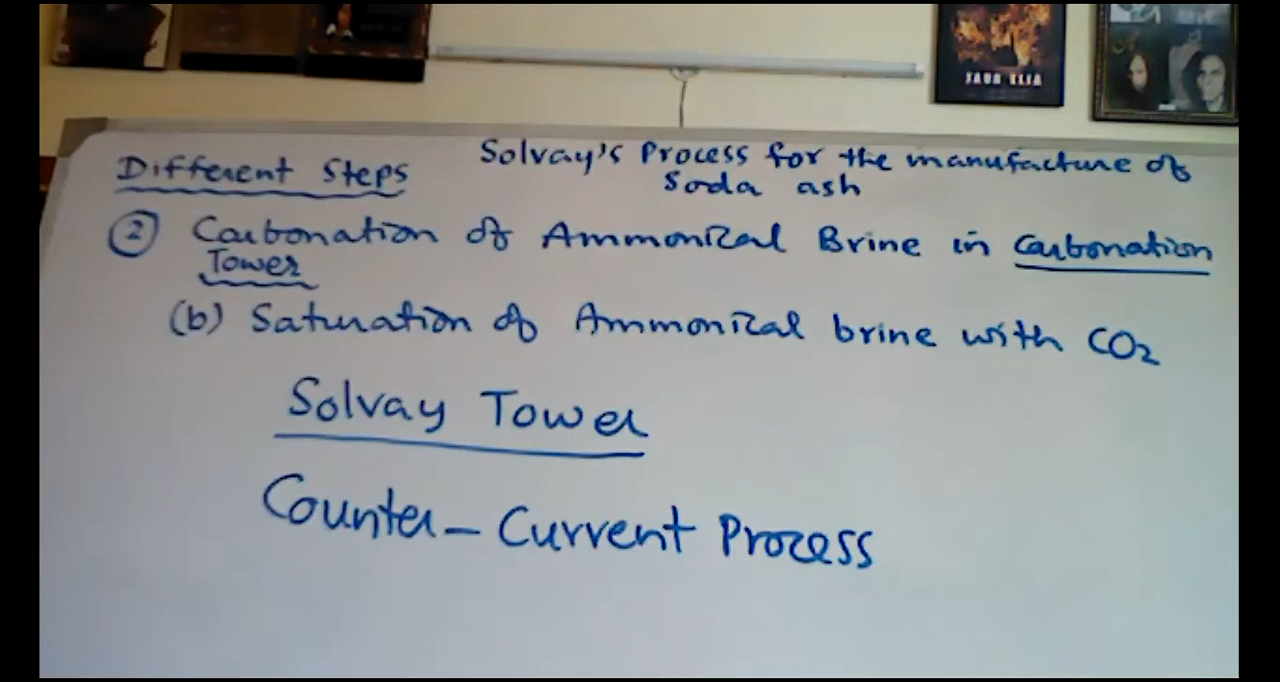 Solvay's Process for the manufacture of
Soda ash
Different Steps
② Carbonation of Ammonical Brine in Carbonation
Tower
(b) Saturation of Ammonical brine with CO₂
Solvay Tower
Counter-Current Process